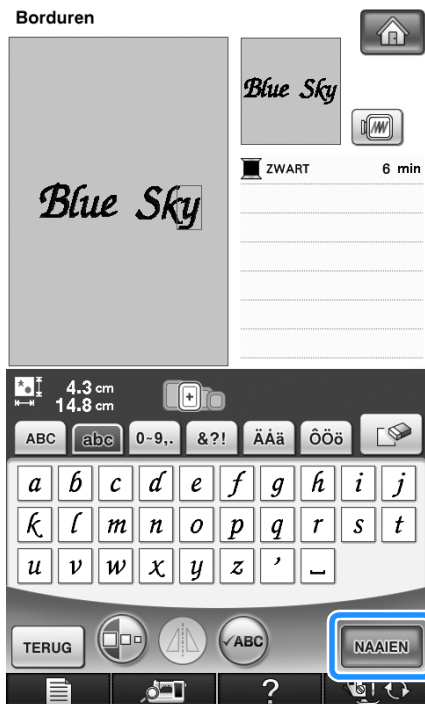 Borduren
Blue Sky
Blue Sky
ZWART 6 min
4.3 cm
14.8 cm
ABC abc 0~9,. &?! ÄÅä ÔÖö
a b c d e f g h i j
k l m n o p q r s t
u v w x y z ’ ⎵
TERUG ✓ABC NAAIEN
?